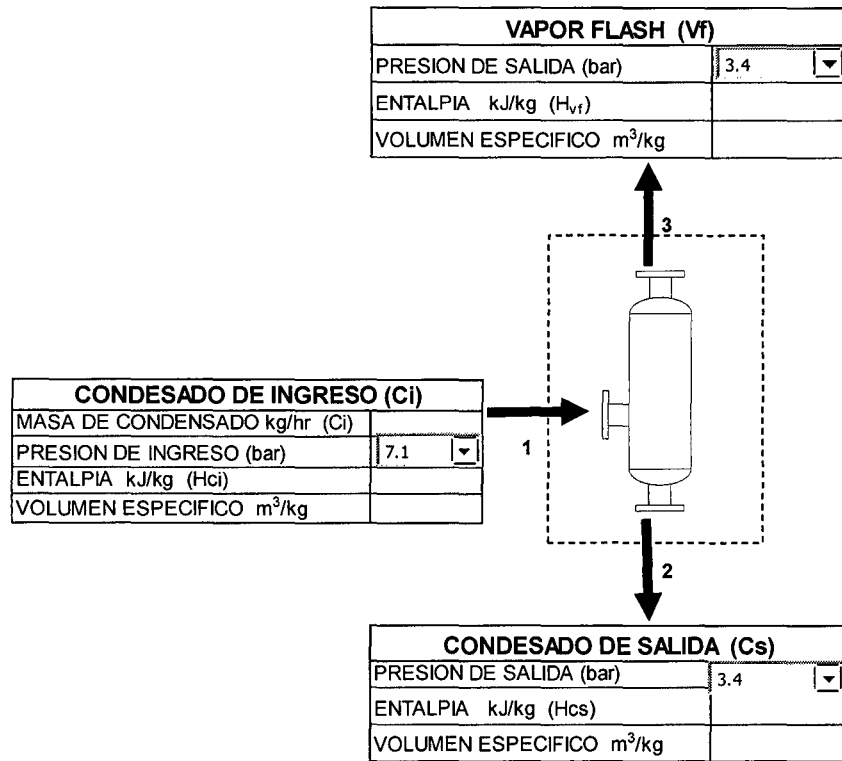 VAPOR FLASH (Vf)
PRESION DE SALIDA (bar) 3.4
ENTALPIA kJ/kg (Hvf)
VOLUMEN ESPECIFICO m³/kg
3
CONDESADO DE INGRESO (Ci)
MASA DE CONDENSADO kg/hr (Ci)
PRESION DE INGRESO (bar) 7.1
ENTALPIA kJ/kg (Hci)
VOLUMEN ESPECIFICO m³/kg
1
2
CONDESADO DE SALIDA (Cs)
PRESION DE SALIDA (bar) 3.4
ENTALPIA kJ/kg (Hcs)
VOLUMEN ESPECIFICO m³/kg